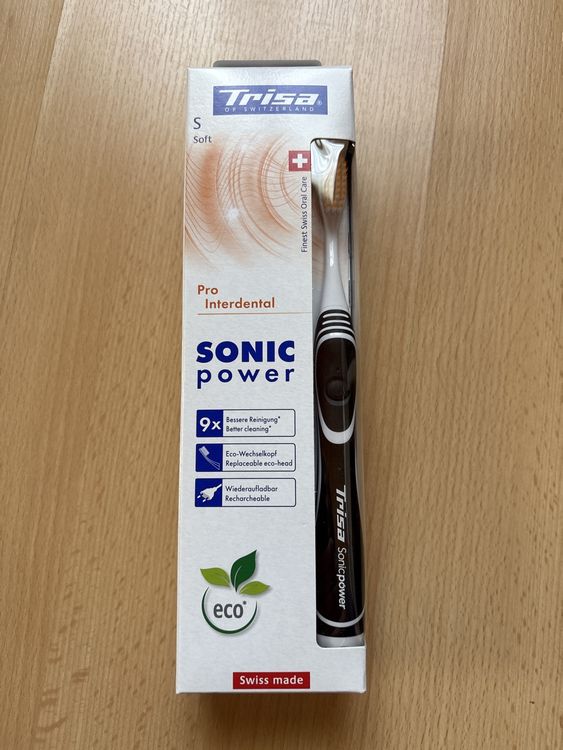 Trisa®
OF SWITZERLAND
S
Soft
Finest Swiss Oral Care
Pro
Interdental
SONIC
power
9x
Bessere Reinigung*
Better cleaning*
Eco-Wechselkopf
Replaceable eco-head
Wiederaufladbar
Rechargeable
eco*
Swiss made
Trisa Sonicpower